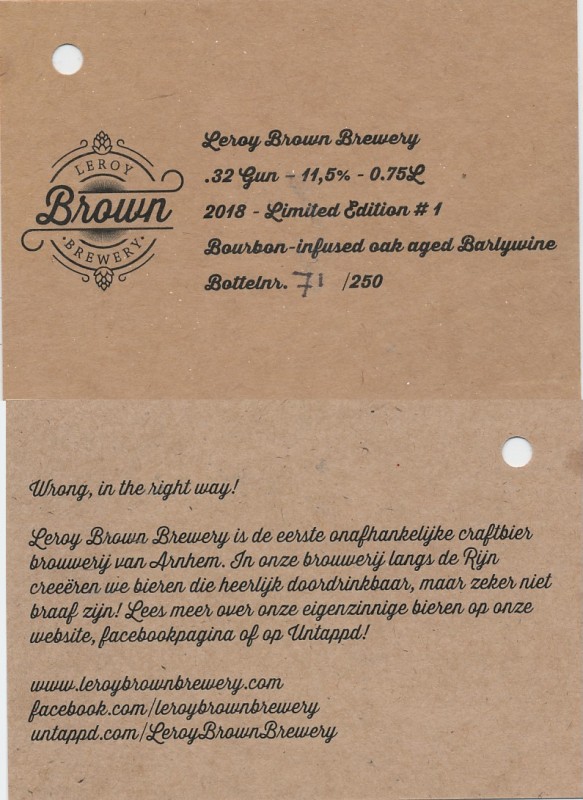 LEROY
Brown
BREWERY
Leroy Brown Brewery
.32 Gun - 11,5% - 0.75L
2018 - Limited Edition # 1
Bourbon-infused oak aged Barlywine
Bottelnr. 71 /250
Wrong, in the right way!
Leroy Brown Brewery is de eerste onafhankelijke craftbier
brouwerij van Arnhem. In onze brouwerij langs de Rijn
creeëren we bieren die heerlijk doordrinkbaar, maar zeker niet
braaf zijn! Lees meer over onze eigenzinnige bieren op onze
website, facebookpagina of op Untappd!
www.leroybrownbrewery.com
facebook.com/leroybrownbrewery
untappd.com/LeroyBrownBrewery